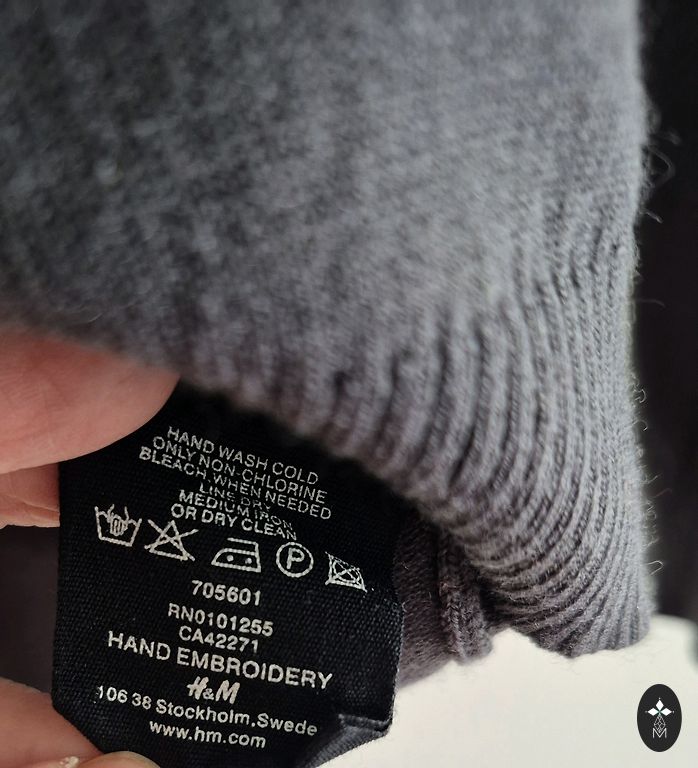 HAND WASH COLD
ONLY NON-CHLORINE
BLEACH, WHEN NEEDED
LINE DRY
MEDIUM IRON
OR DRY CLEAN
P
705601
RN0101255
CA42271
HAND EMBROIDERY
H&M
106 38 Stockholm, Swede
www.hm.com
M